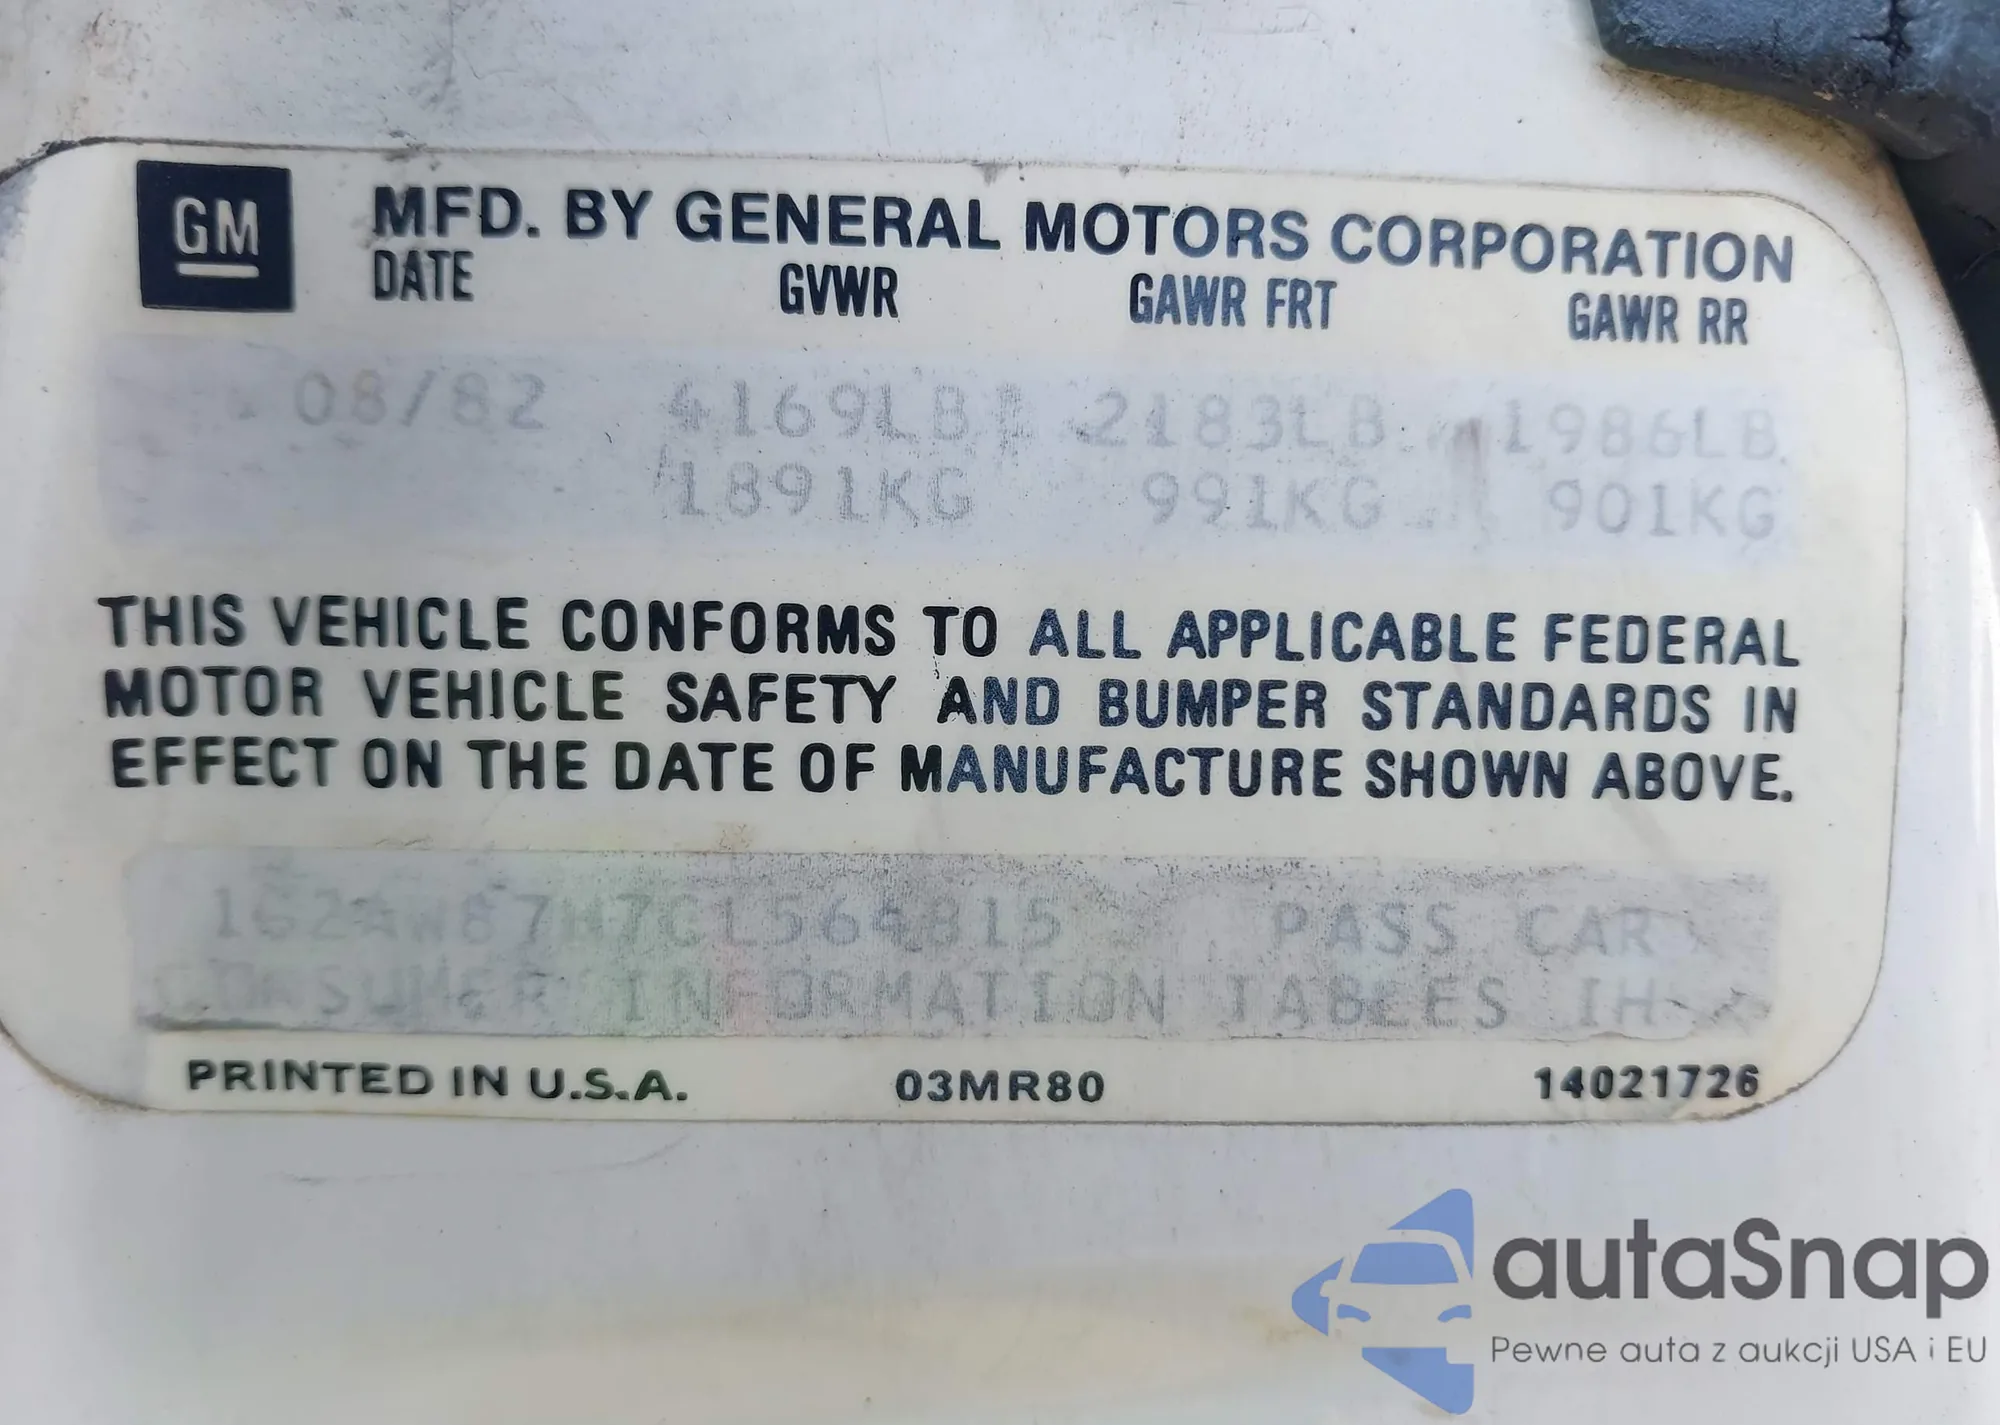 GM MFD. BY GENERAL MOTORS CORPORATION
DATE GVWR GAWR FRT GAWR RR
08/82 4169LB 2183LB 1986LB
1891KG 991KG 901KG
THIS VEHICLE CONFORMS TO ALL APPLICABLE FEDERAL
MOTOR VEHICLE SAFETY AND BUMPER STANDARDS IN
EFFECT ON THE DATE OF MANUFACTURE SHOWN ABOVE.
PASS CAR
CONSUMER INFORMATION TABLES
PRINTED IN U.S.A. 03MR80 14021726
autaSnap
Pewne auta z aukcji USA i EU